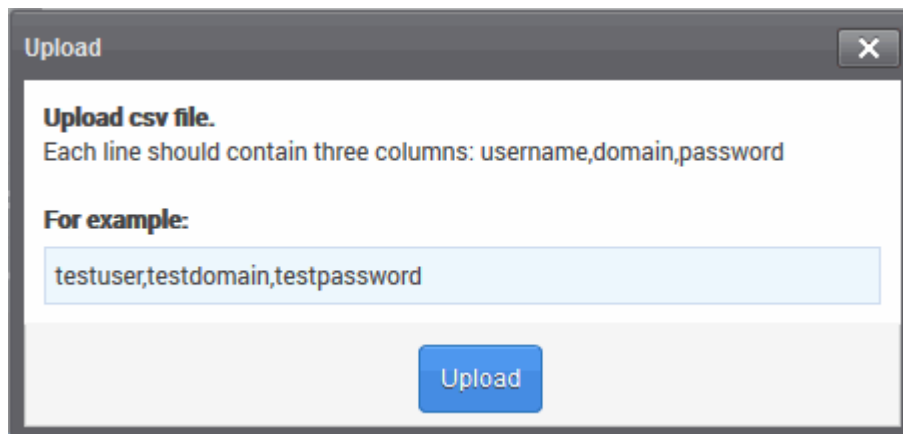 Upload
Upload csv file.
Each line should contain three columns: username,domain,password
For example:
testuser,testdomain,testpassword
Upload